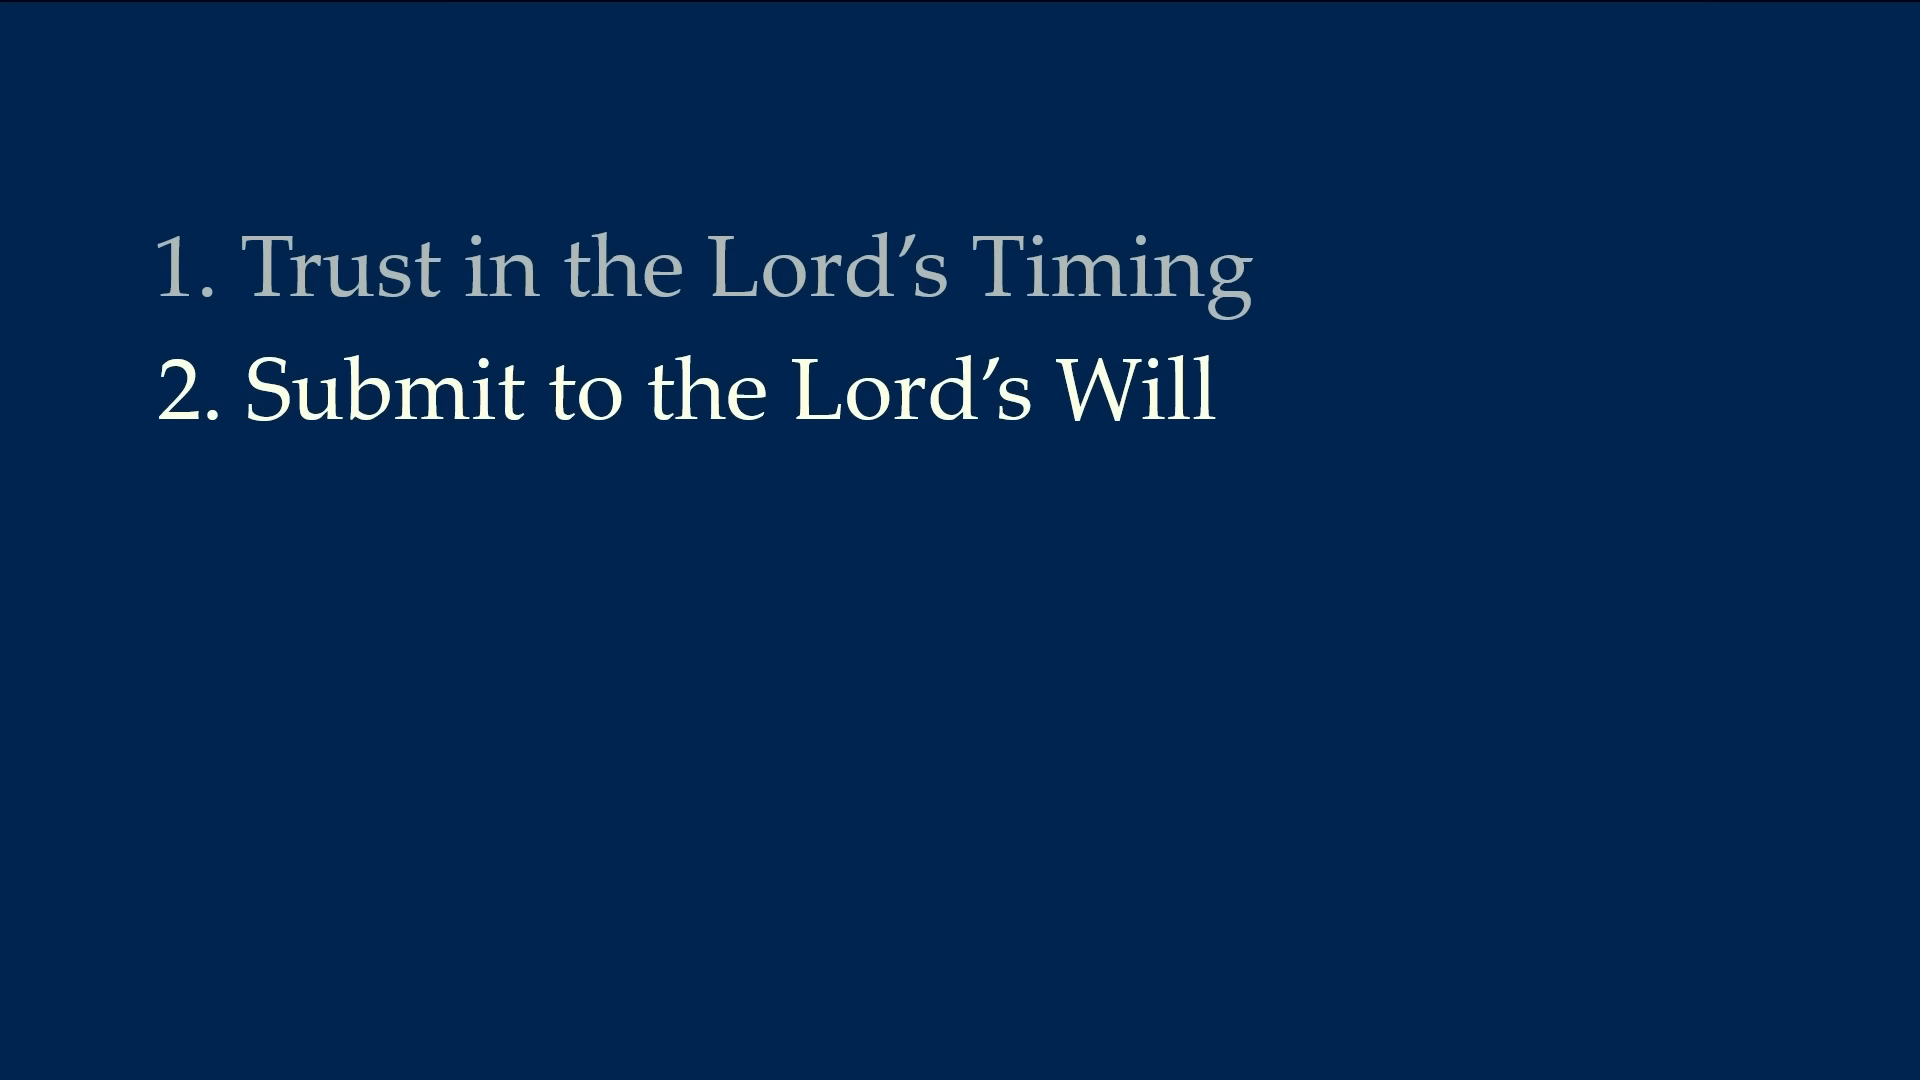 1. Trust in the Lord’s Timing
2. Submit to the Lord’s Will